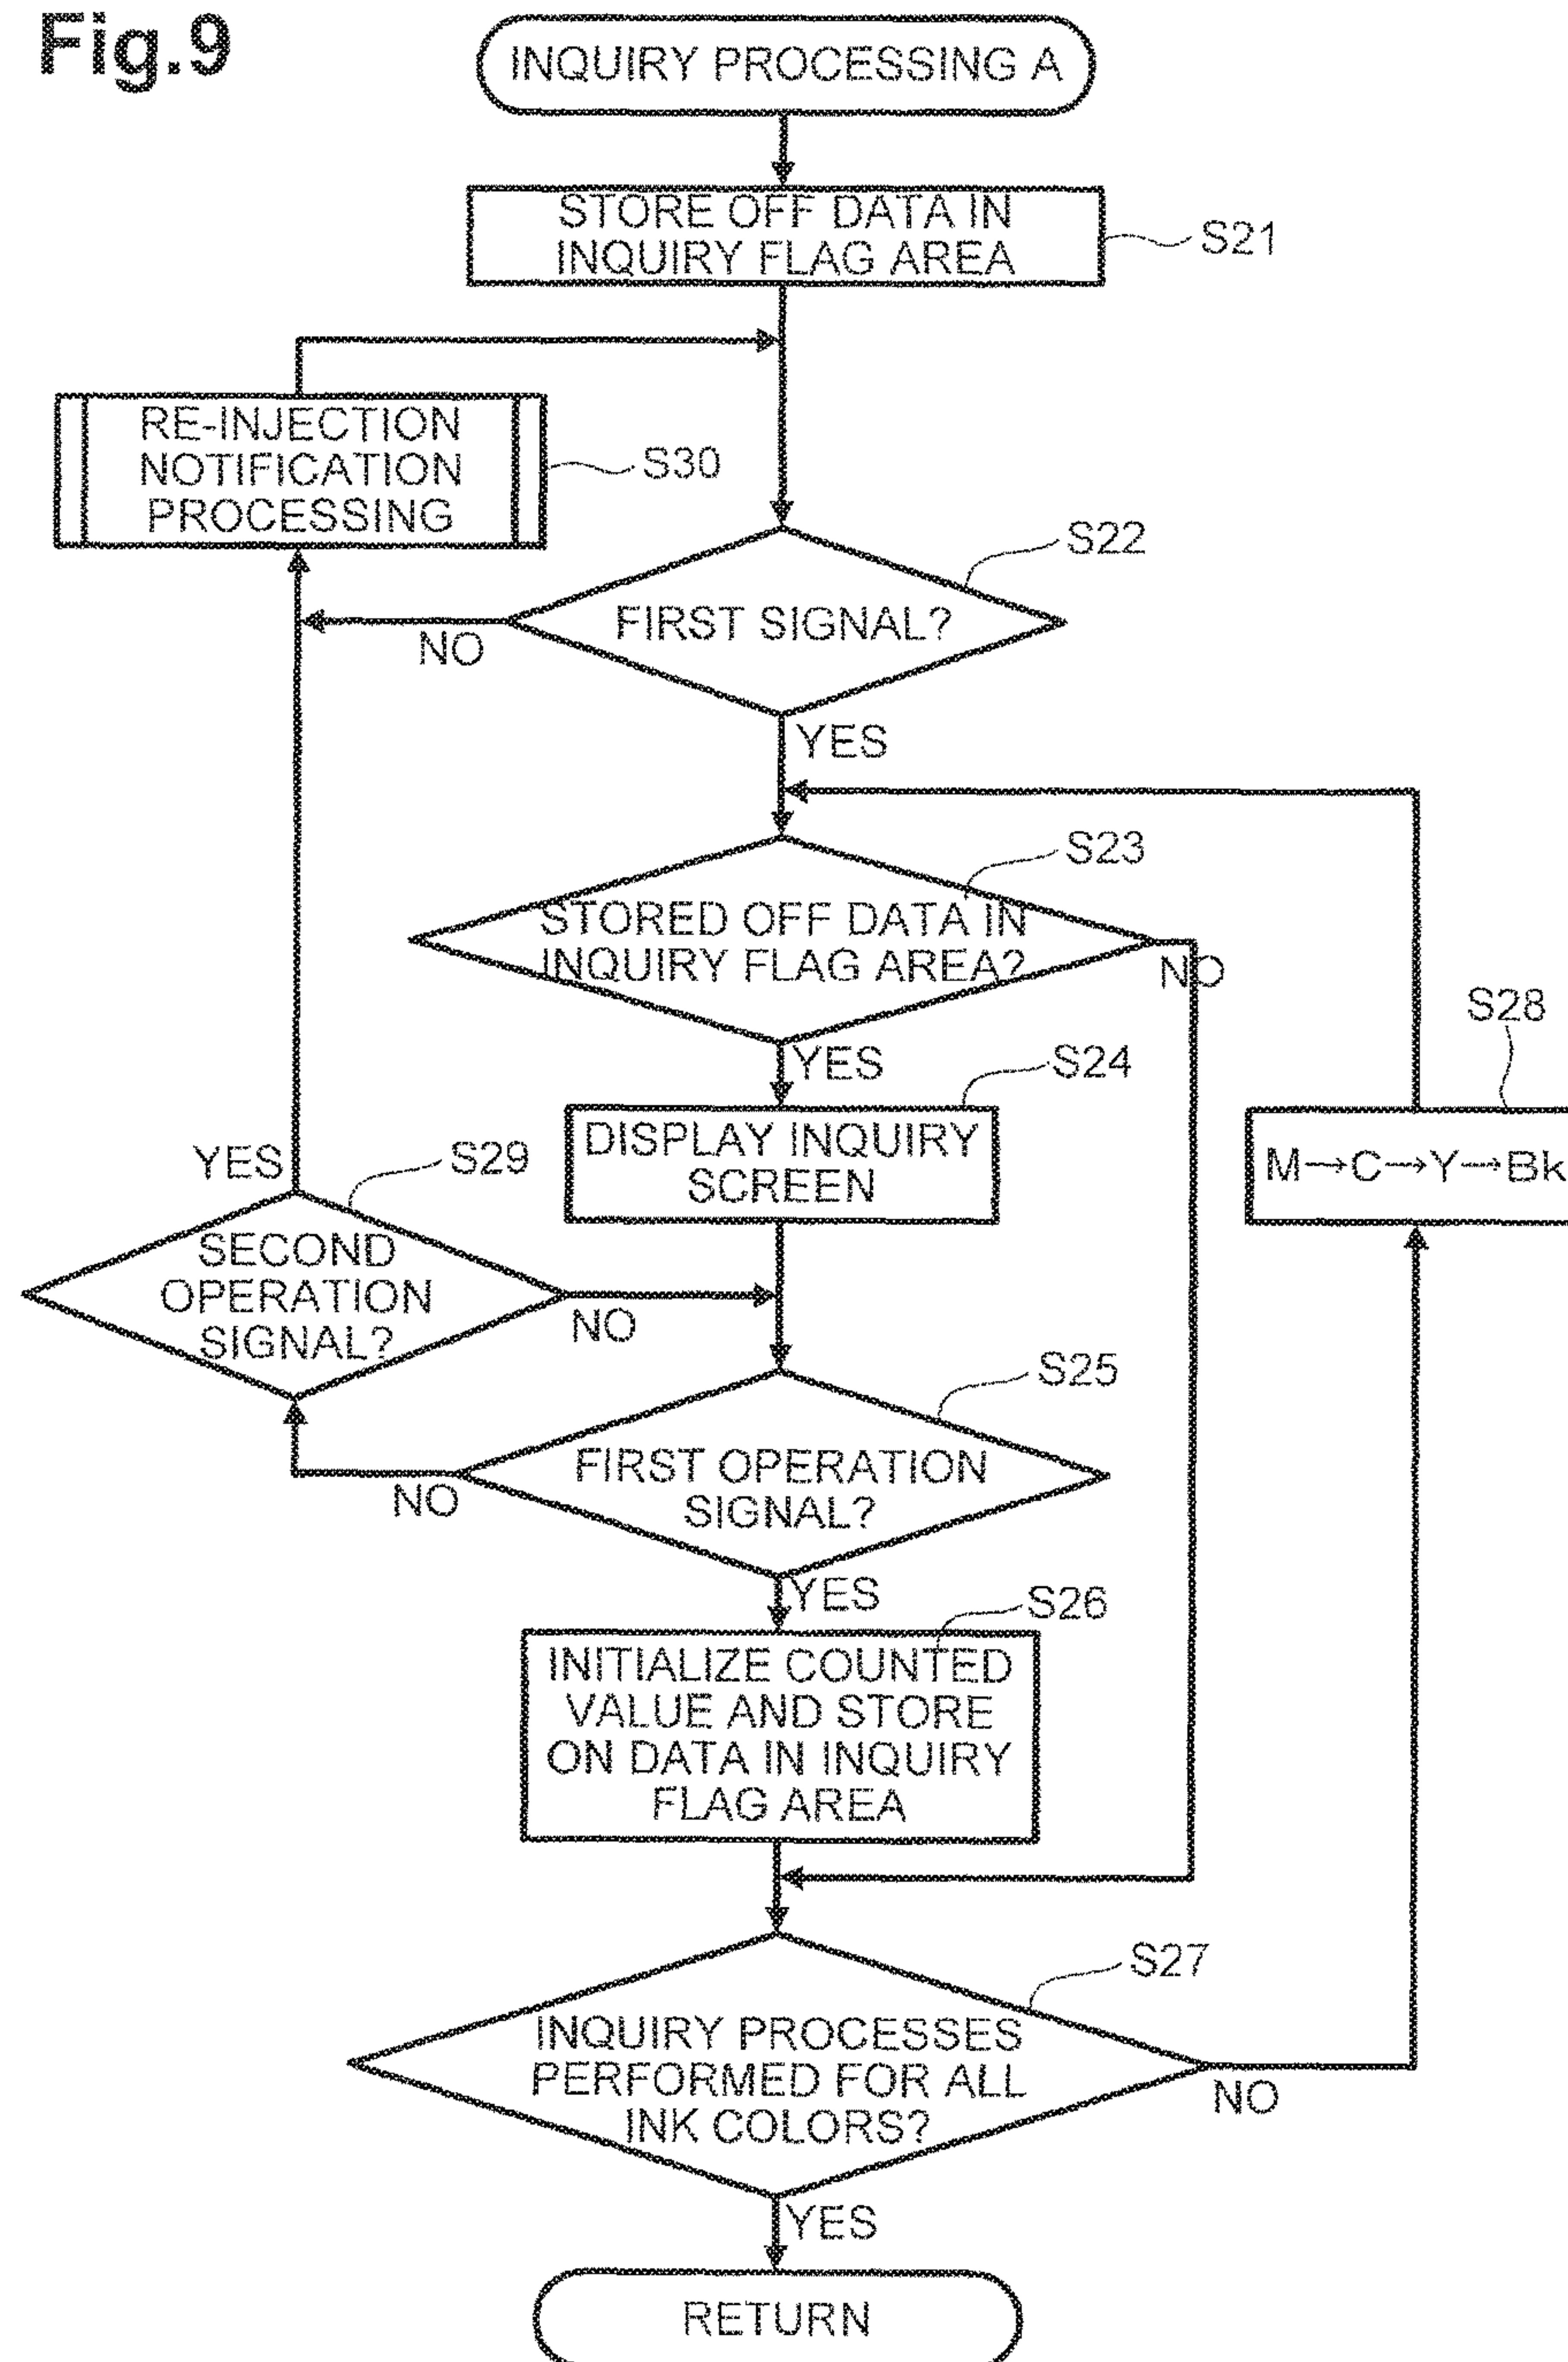 Fig.9
INQUIRY PROCESSING A
STORE OFF DATA IN
INQUIRY FLAG AREA
S21
RE-INJECTION
NOTIFICATION
PROCESSING
S30
S22
FIRST SIGNAL?
NO
YES
S23
STORED OFF DATA IN
INQUIRY FLAG AREA?
NO
YES
S24
DISPLAY INQUIRY
SCREEN
S28
M→C→Y→Bk
YES
S29
SECOND
OPERATION
SIGNAL?
NO
S25
FIRST OPERATION
SIGNAL?
NO
YES
S26
INITIALIZE COUNTED
VALUE AND STORE
ON DATA IN INQUIRY
FLAG AREA
S27
INQUIRY PROCESSES
PERFORMED FOR ALL
INK COLORS?
NO
YES
RETURN